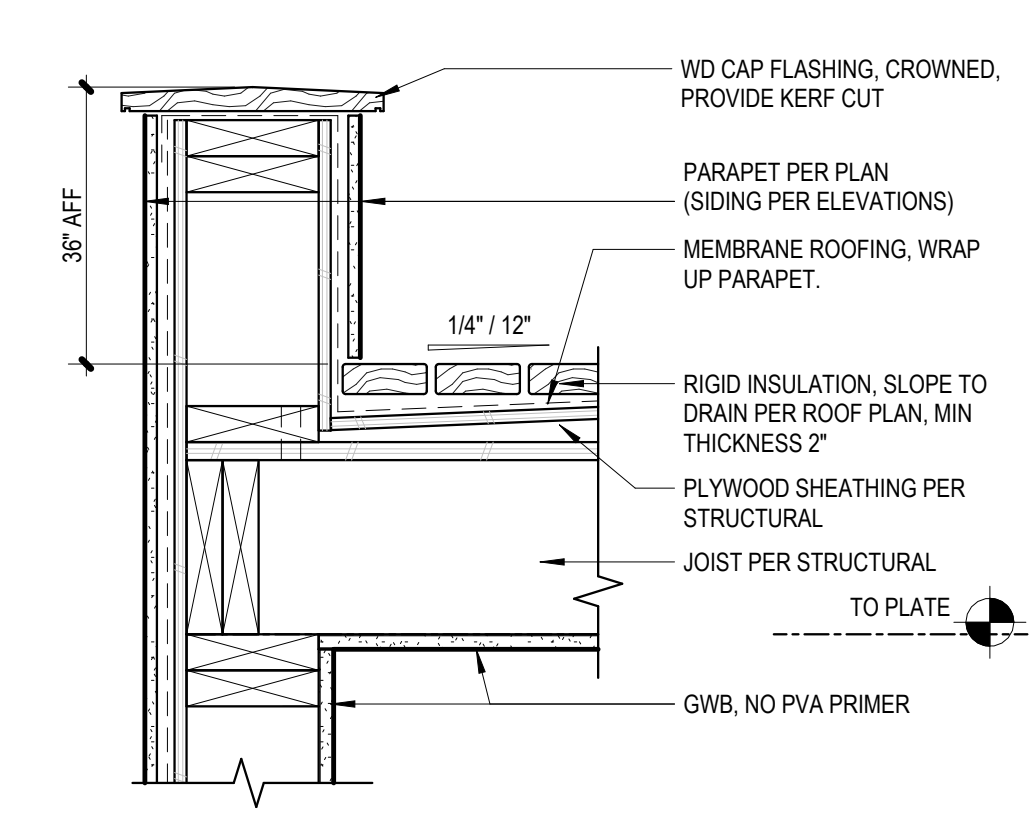 WD CAP FLASHING, CROWNED,
PROVIDE KERF CUT
PARAPET PER PLAN
(SIDING PER ELEVATIONS)
36" AFF
MEMBRANE ROOFING, WRAP
UP PARAPET.
1/4" / 12"
RIGID INSULATION, SLOPE TO
DRAIN PER ROOF PLAN, MIN
THICKNESS 2"
PLYWOOD SHEATHING PER
STRUCTURAL
JOIST PER STRUCTURAL
TO PLATE
GWB, NO PVA PRIMER